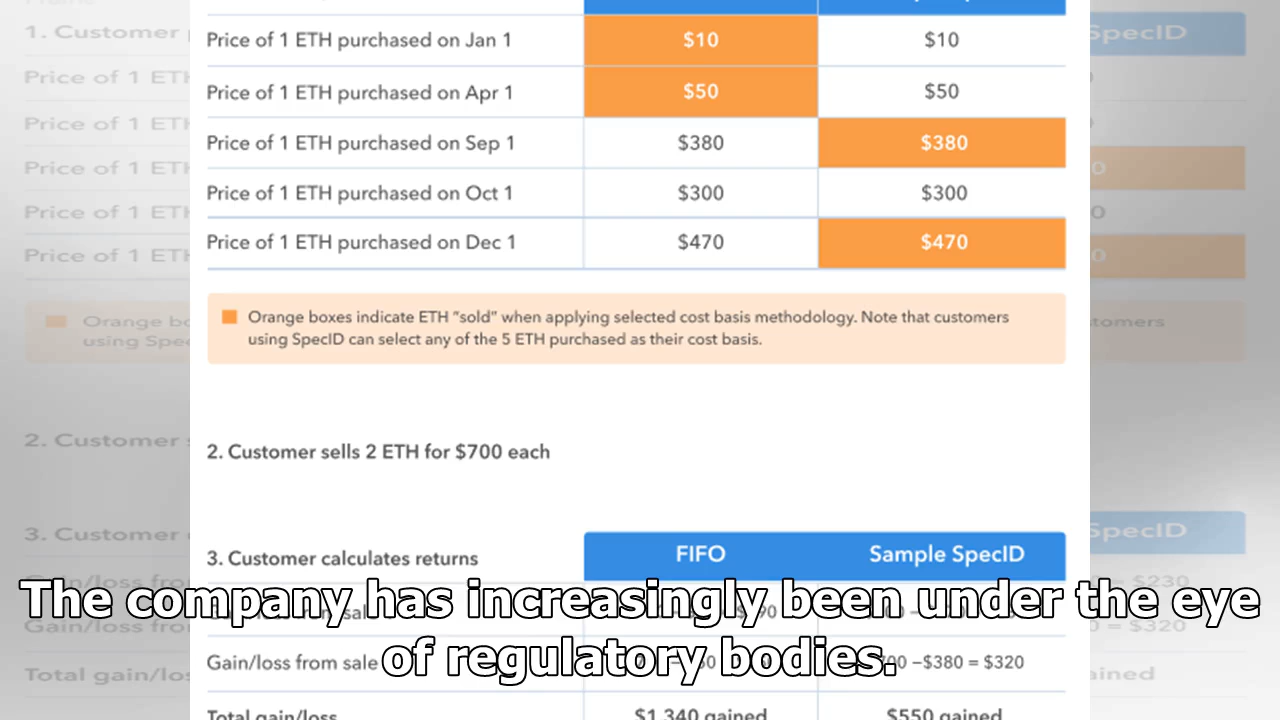 Price of 1 ETH purchased on Jan 1 $10 $10
Price of 1 ETH purchased on Apr 1 $50 $50
Price of 1 ETH purchased on Sep 1 $380 $380
Price of 1 ETH purchased on Oct 1 $300 $300
Price of 1 ETH purchased on Dec 1 $470 $470
Orange boxes indicate ETH "sold" when applying selected cost basis methodology. Note that customers
using SpecID can select any of the 5 ETH purchased as their cost basis.
2. Customer sells 2 ETH for $700 each
3. Customer calculates returns FIFO Sample SpecID
The company has increasingly been under the eye
of regulatory bodies.
Gain/loss from sale −$380 = $320
Total gain/loss $1,340 gained $550 gained